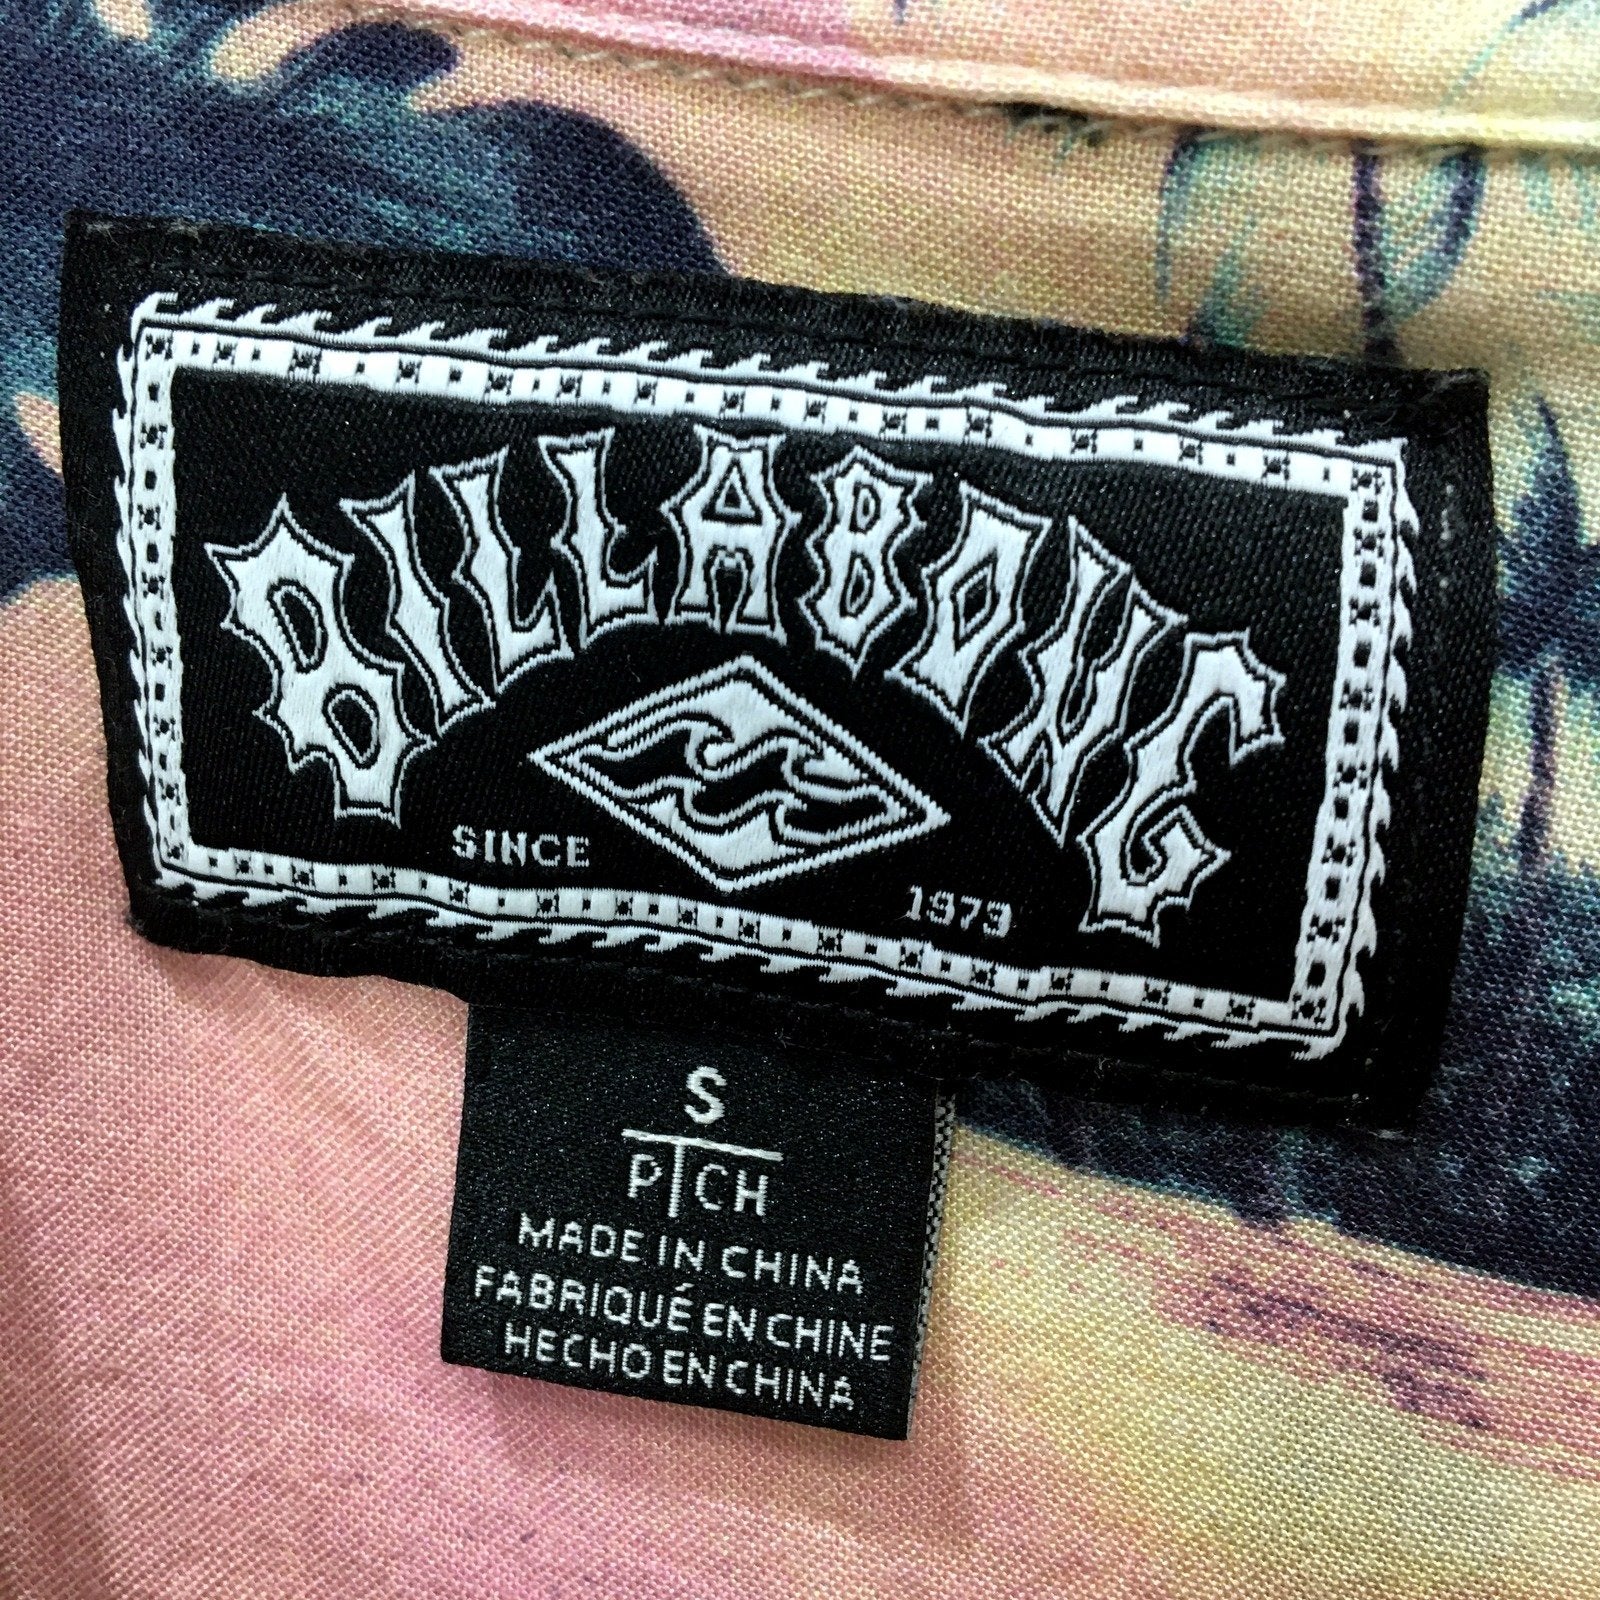 BILLABONG
SINCE 1973
S
P T CH
MADE IN CHINA
FABRIQUÉ EN CHINE
HECHO EN CHINA